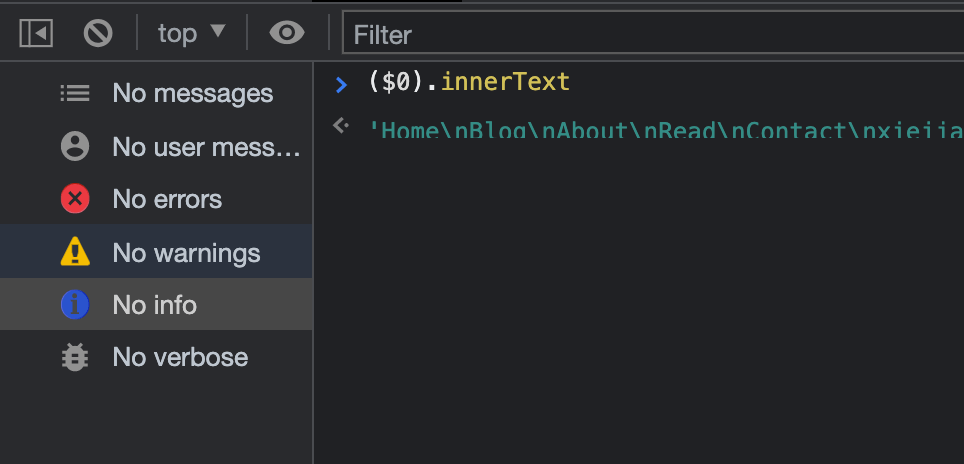 top ▼
Filter
No messages
No user mess…
No errors
No warnings
No info
No verbose
($0).innerText
'Home\nBlog\nAbout\nRead\nContact\nxiejia